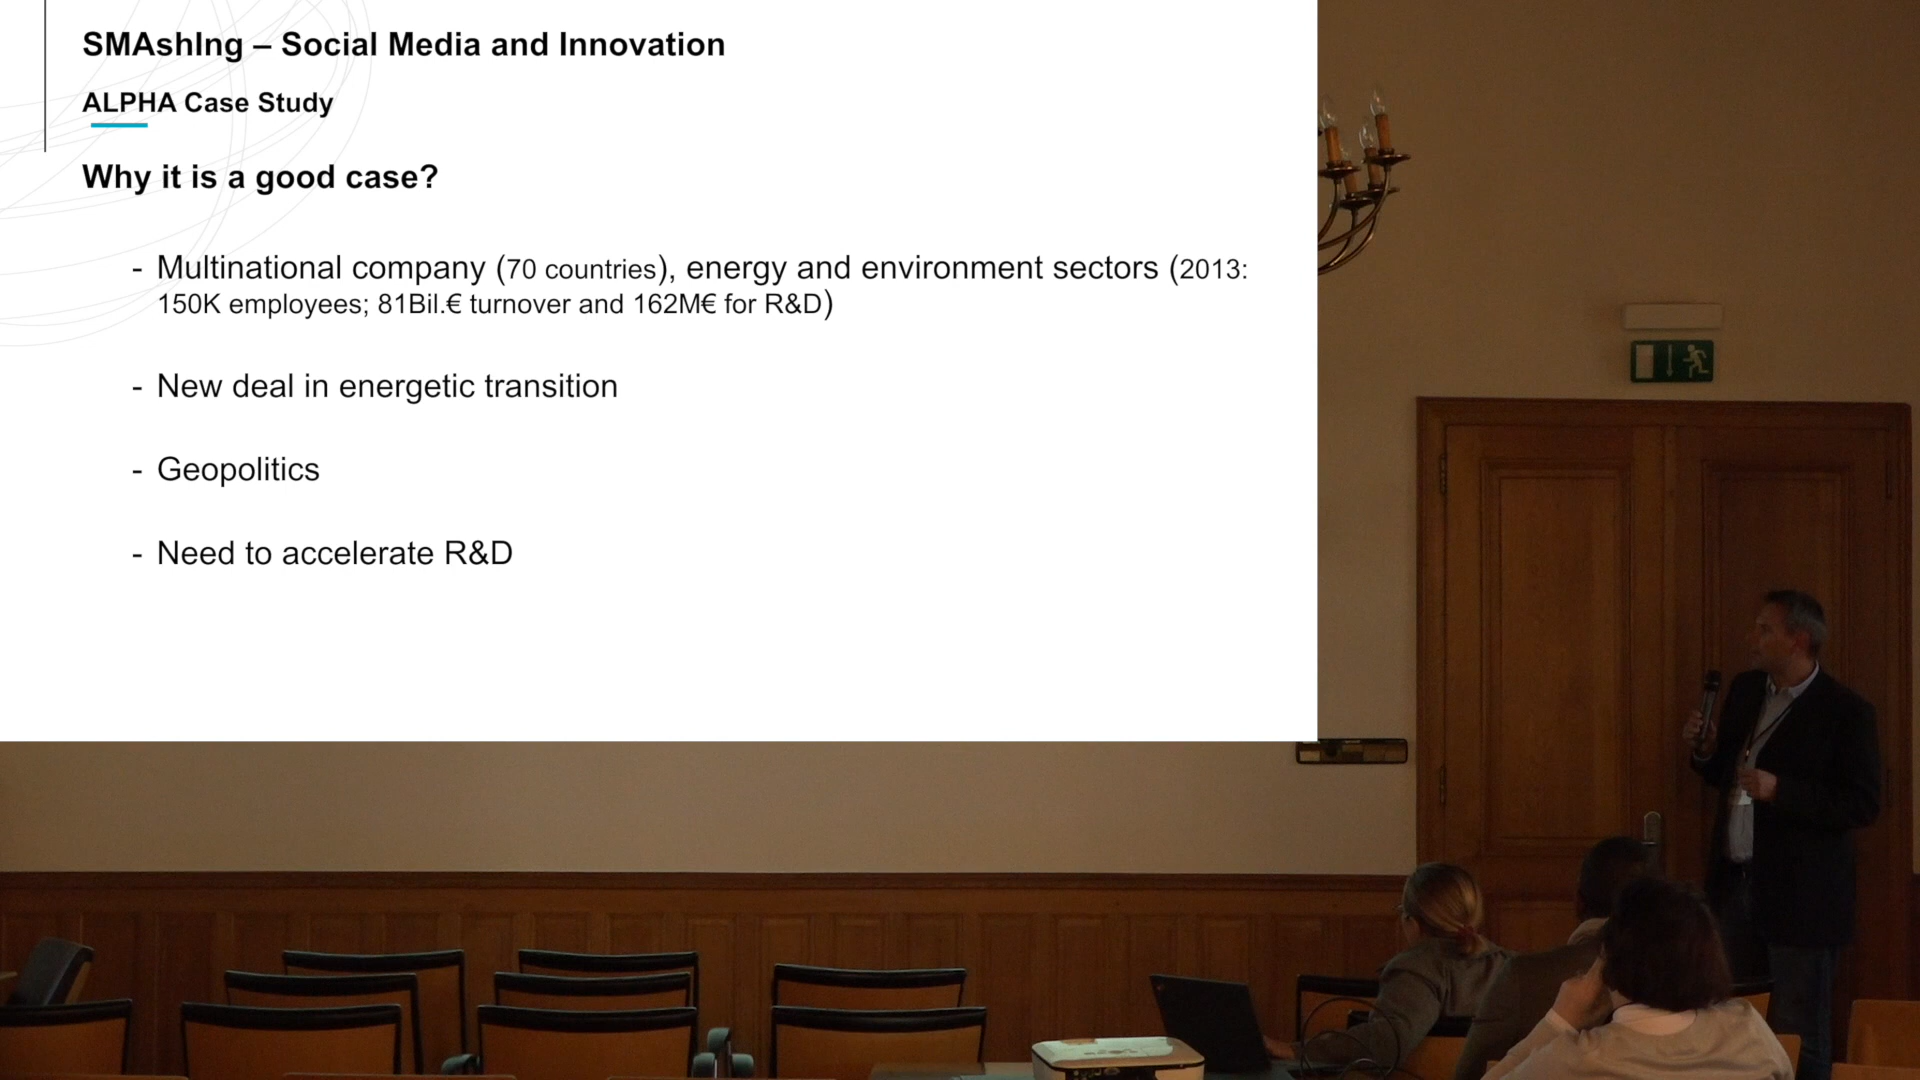 SMAshIng – Social Media and Innovation
ALPHA Case Study
Why it is a good case?
- Multinational company (70 countries), energy and environment sectors (2013:
150K employees; 81Bil.€ turnover and 162M€ for R&D)
- New deal in energetic transition
- Geopolitics
- Need to accelerate R&D